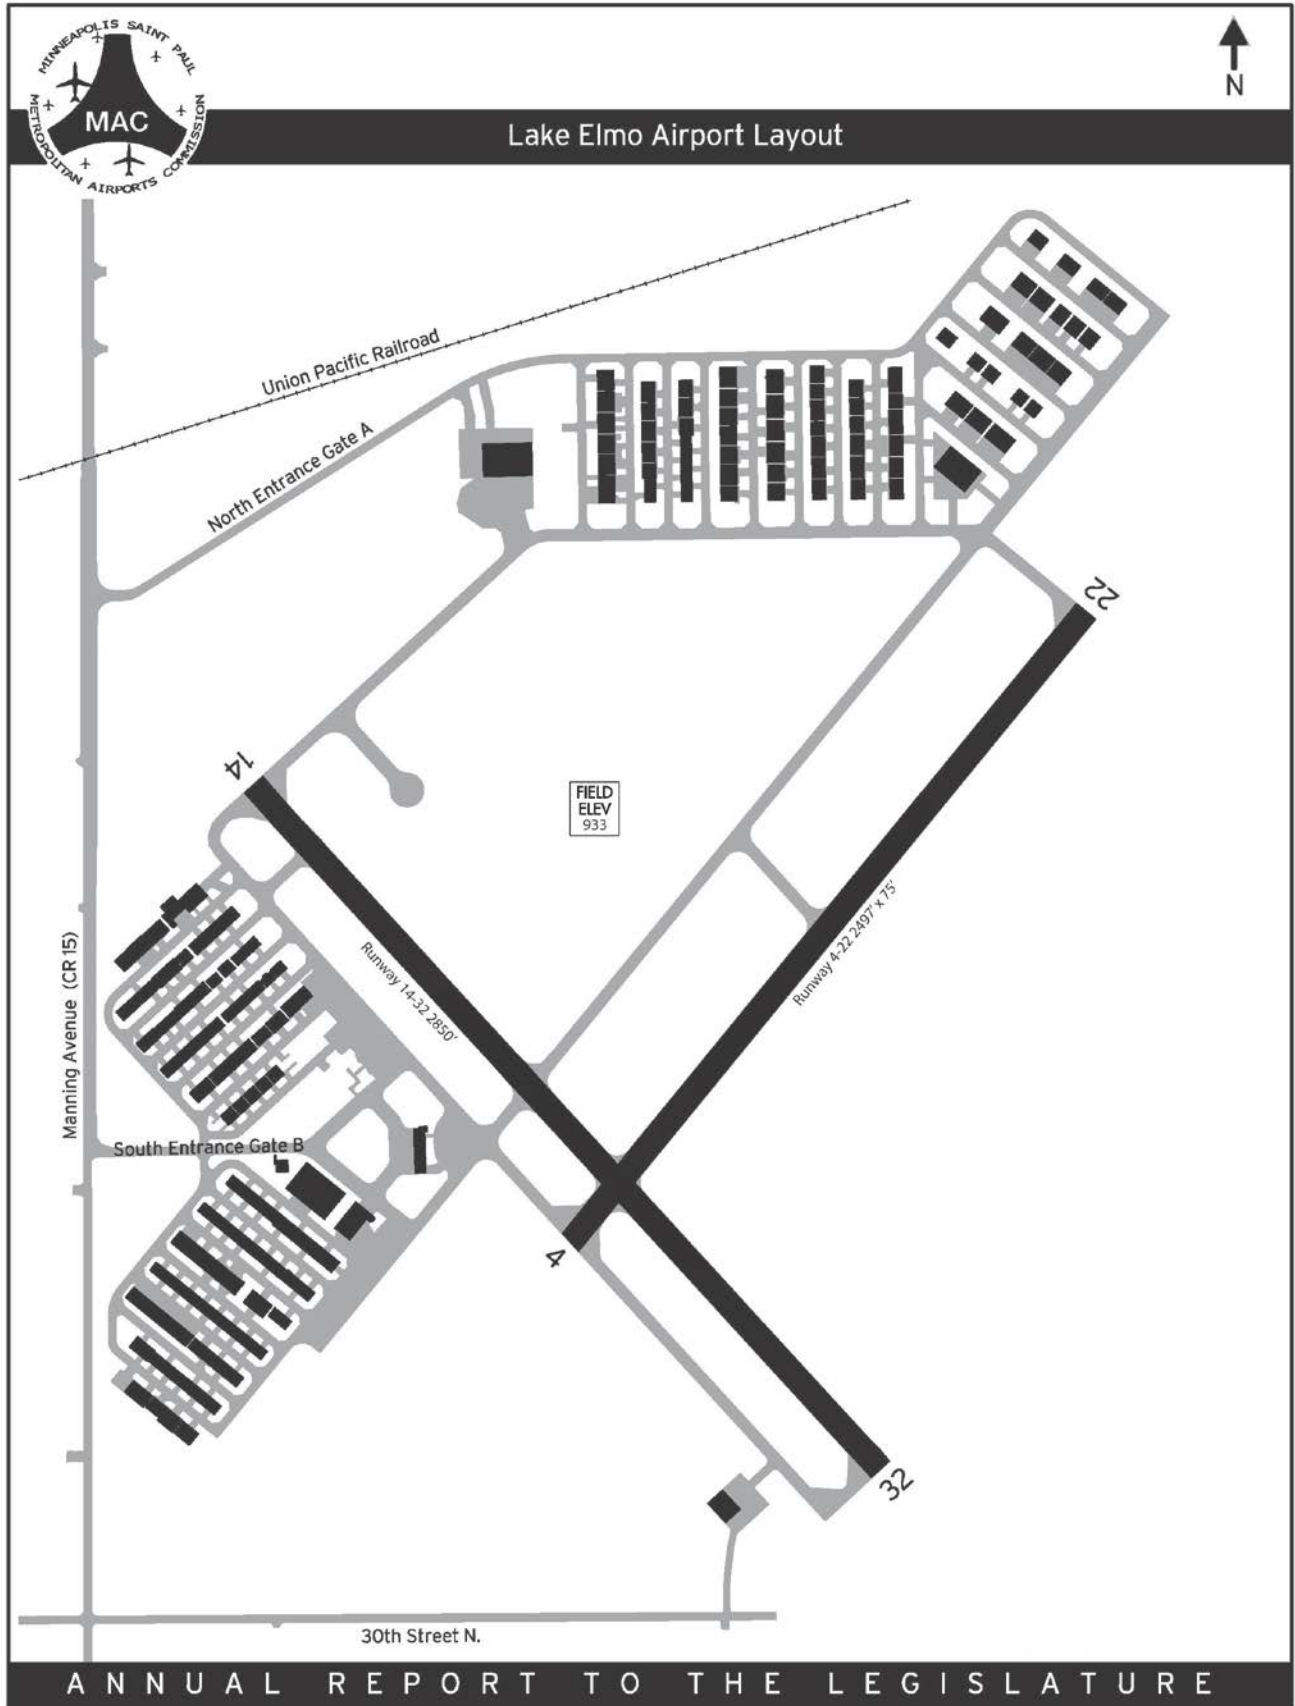 MINNEAPOLIS SAINT PAUL
METROPOLITAN AIRPORTS COMMISSION
MAC
N
Lake Elmo Airport Layout
Union Pacific Railroad
North Entrance Gate A
22
14
FIELD
ELEV
933
Runway 4-22 2497' x 75'
Runway 14-32 2850'
Manning Avenue (CR 15)
South Entrance Gate B
4
32
30th Street N.
ANNUAL REPORT TO THE LEGISLATURE